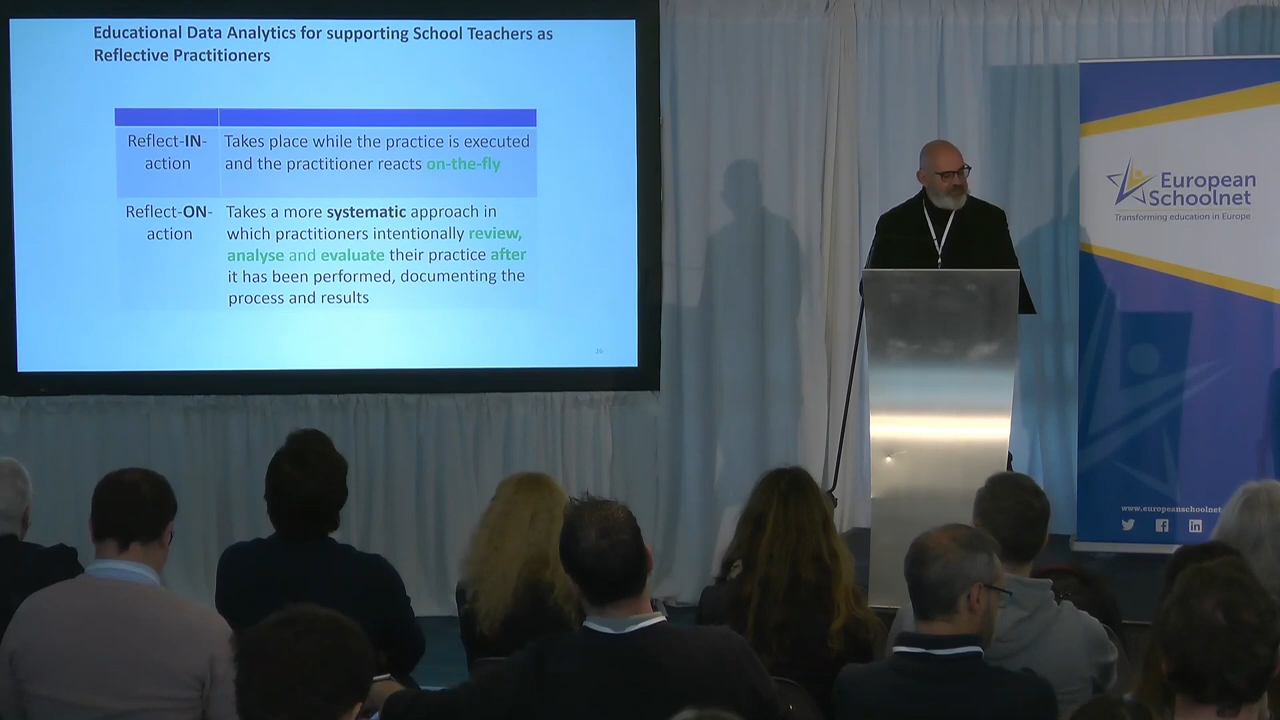 Educational Data Analytics for supporting School Teachers as
Reflective Practitioners
Reflect-IN-
action
Takes place while the practice is executed
and the practitioner reacts on-the-fly
Reflect-ON-
action
Takes a more systematic approach in
which practitioners intentionally review,
analyse and evaluate their practice after
it has been performed, documenting the
process and results
26
European
Schoolnet
Transforming education in Europe
www.europeanschoolnet